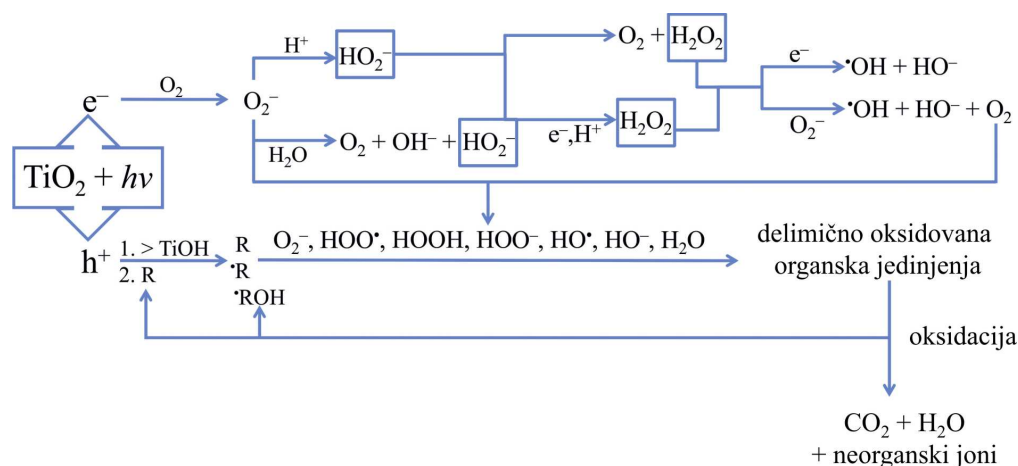 H⁺
HO₂⁻
O₂ + H₂O₂
e⁻
•OH + HO⁻
e⁻
O₂
O₂⁻
H₂O
O₂ + OH⁻ + HO₂⁻
e⁻,H⁺
H₂O₂
O₂⁻
•OH + HO⁻ + O₂
TiO₂ + hν
h⁺
1. > TiOH
2. R
R
•R
•ROH
O₂⁻, HOO•, HOOH, HOO⁻, HO•, HO⁻, H₂O
delimično oksidovana
organska jedinjenja
oksidacija
CO₂ + H₂O
+ neorganski joni